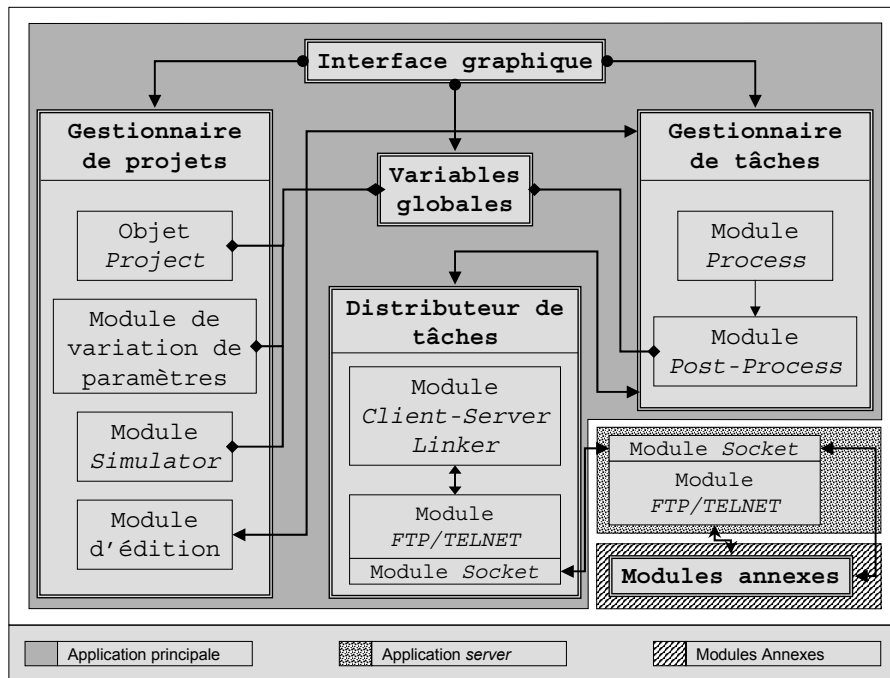 Interface graphique
Gestionnaire
de projets
Objet
Project
Module de
variation de
paramètres
Module
Simulator
Module
d'édition
Variables
globales
Distributeur de
tâches
Module
Client-Server
Linker
Module
FTP/TELNET
Module Socket
Gestionnaire
de tâches
Module
Process
Module
Post-Process
Module Socket
Module
FTP/TELNET
Modules annexes
Application principale
Application server
Modules Annexes